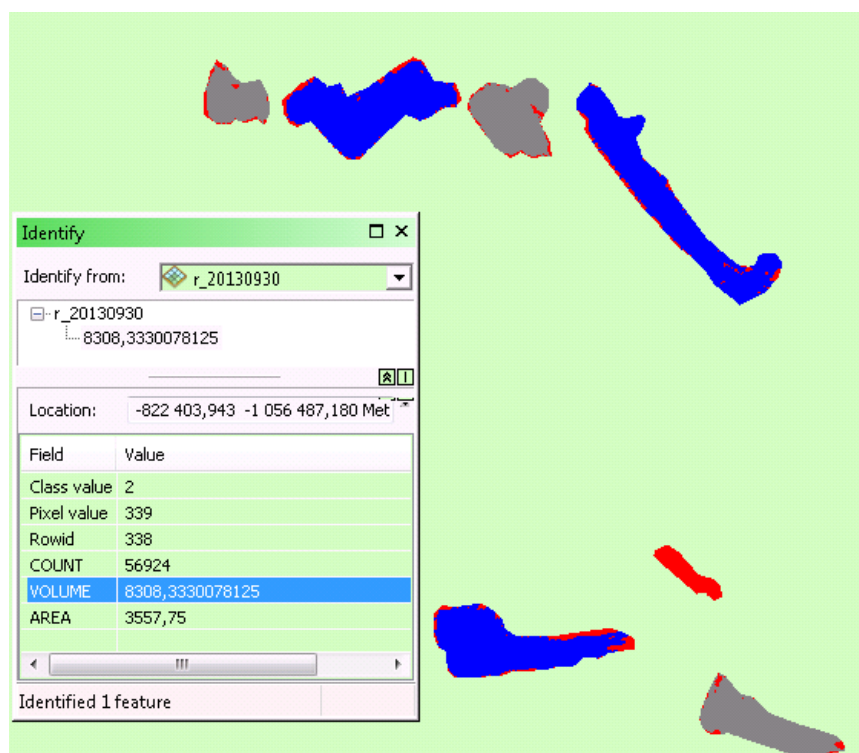 Identify
Identify from: r_20130930
r_20130930
8308,3330078125
Location: -822 403,943 -1 056 487,180 Met
Field Value
Class value 2
Pixel value 339
Rowid 338
COUNT 56924
VOLUME 8308,3330078125
AREA 3557,75
Identified 1 feature